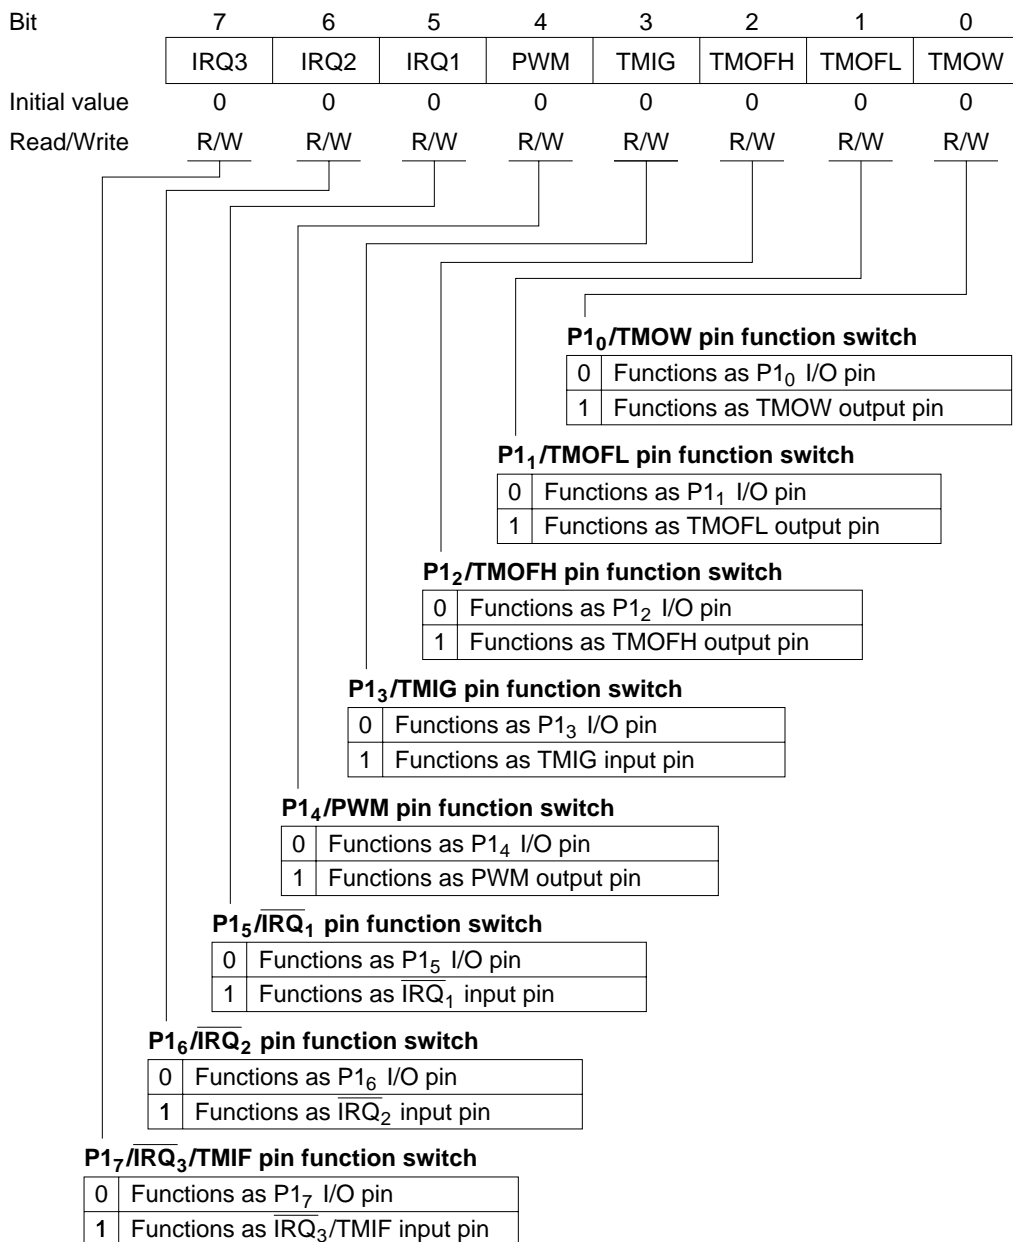 Bit 7 6 5 4 3 2 1 0
IRQ3 IRQ2 IRQ1 PWM TMIG TMOFH TMOFL TMOW
Initial value 0 0 0 0 0 0 0 0
Read/Write R/W R/W R/W R/W R/W R/W R/W R/W
P1₀/TMOW pin function switch
0 Functions as P1₀ I/O pin
1 Functions as TMOW output pin
P1₁/TMOFL pin function switch
0 Functions as P1₁ I/O pin
1 Functions as TMOFL output pin
P1₂/TMOFH pin function switch
0 Functions as P1₂ I/O pin
1 Functions as TMOFH output pin
P1₃/TMIG pin function switch
0 Functions as P1₃ I/O pin
1 Functions as TMIG input pin
P1₄/PWM pin function switch
0 Functions as P1₄ I/O pin
1 Functions as PWM output pin
P1₅/I̅R̅Q̅₁ pin function switch
0 Functions as P1₅ I/O pin
1 Functions as I̅R̅Q̅₁ input pin
P1₆/I̅R̅Q̅₂ pin function switch
0 Functions as P1₆ I/O pin
1 Functions as I̅R̅Q̅₂ input pin
P1₇/I̅R̅Q̅₃/TMIF pin function switch
0 Functions as P1₇ I/O pin
1 Functions as I̅R̅Q̅₃/TMIF input pin